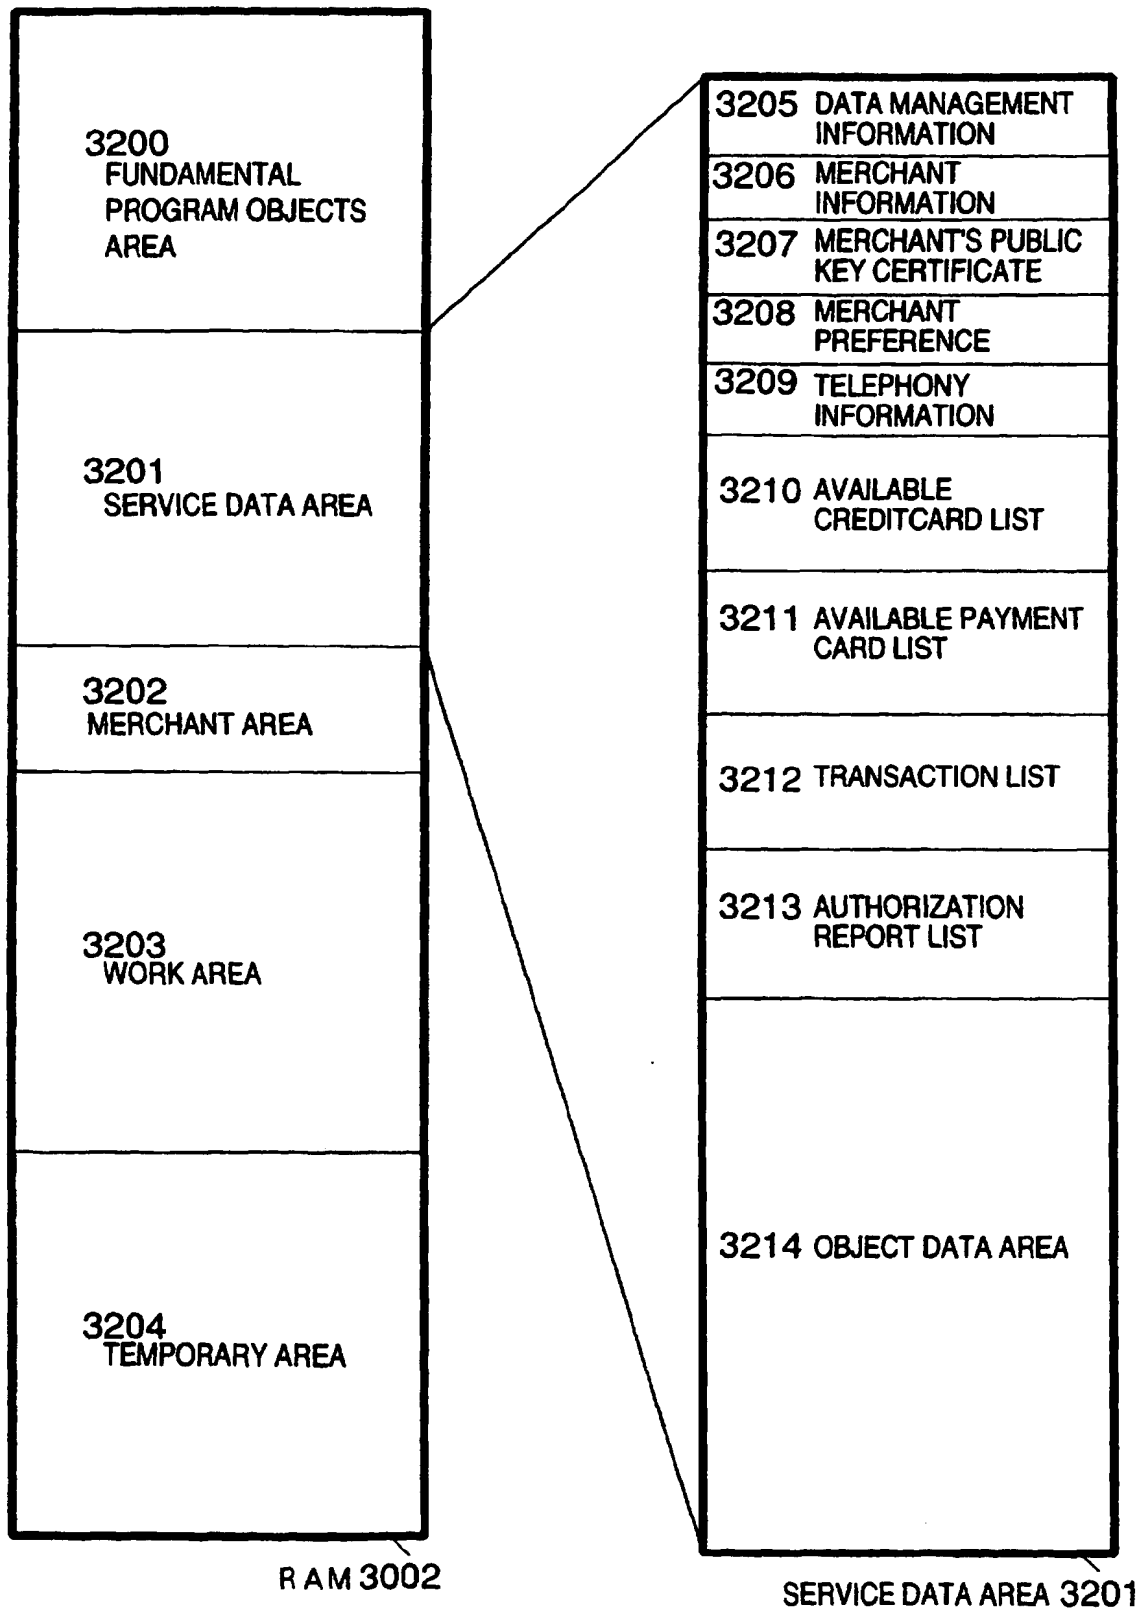 3200
FUNDAMENTAL
PROGRAM OBJECTS
AREA
3201
SERVICE DATA AREA
3202
MERCHANT AREA
3203
WORK AREA
3204
TEMPORARY AREA
RAM 3002
3205 DATA MANAGEMENT
INFORMATION
3206 MERCHANT
INFORMATION
3207 MERCHANT'S PUBLIC
KEY CERTIFICATE
3208 MERCHANT
PREFERENCE
3209 TELEPHONY
INFORMATION
3210 AVAILABLE
CREDITCARD LIST
3211 AVAILABLE PAYMENT
CARD LIST
3212 TRANSACTION LIST
3213 AUTHORIZATION
REPORT LIST
3214 OBJECT DATA AREA
SERVICE DATA AREA 3201